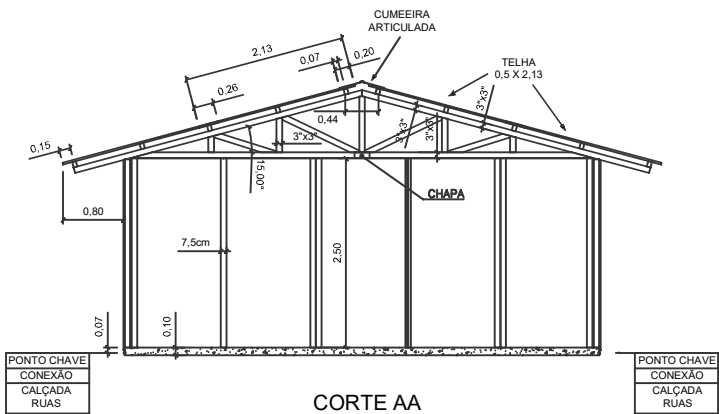 CUMEEIRA
ARTICULADA
2,13
0,07
0,20
TELHA
0,5 X 2,13
0,26
3"x3"
0,44
0,15
3"x3"
3"x3"
3"x3"
15,00°
CHAPA
0,80
7,5cm
2,50
0,07
0,10
PONTO CHAVE
CONEXÃO
CALÇADA
RUAS
PONTO CHAVE
CONEXÃO
CALÇADA
RUAS
CORTE AA